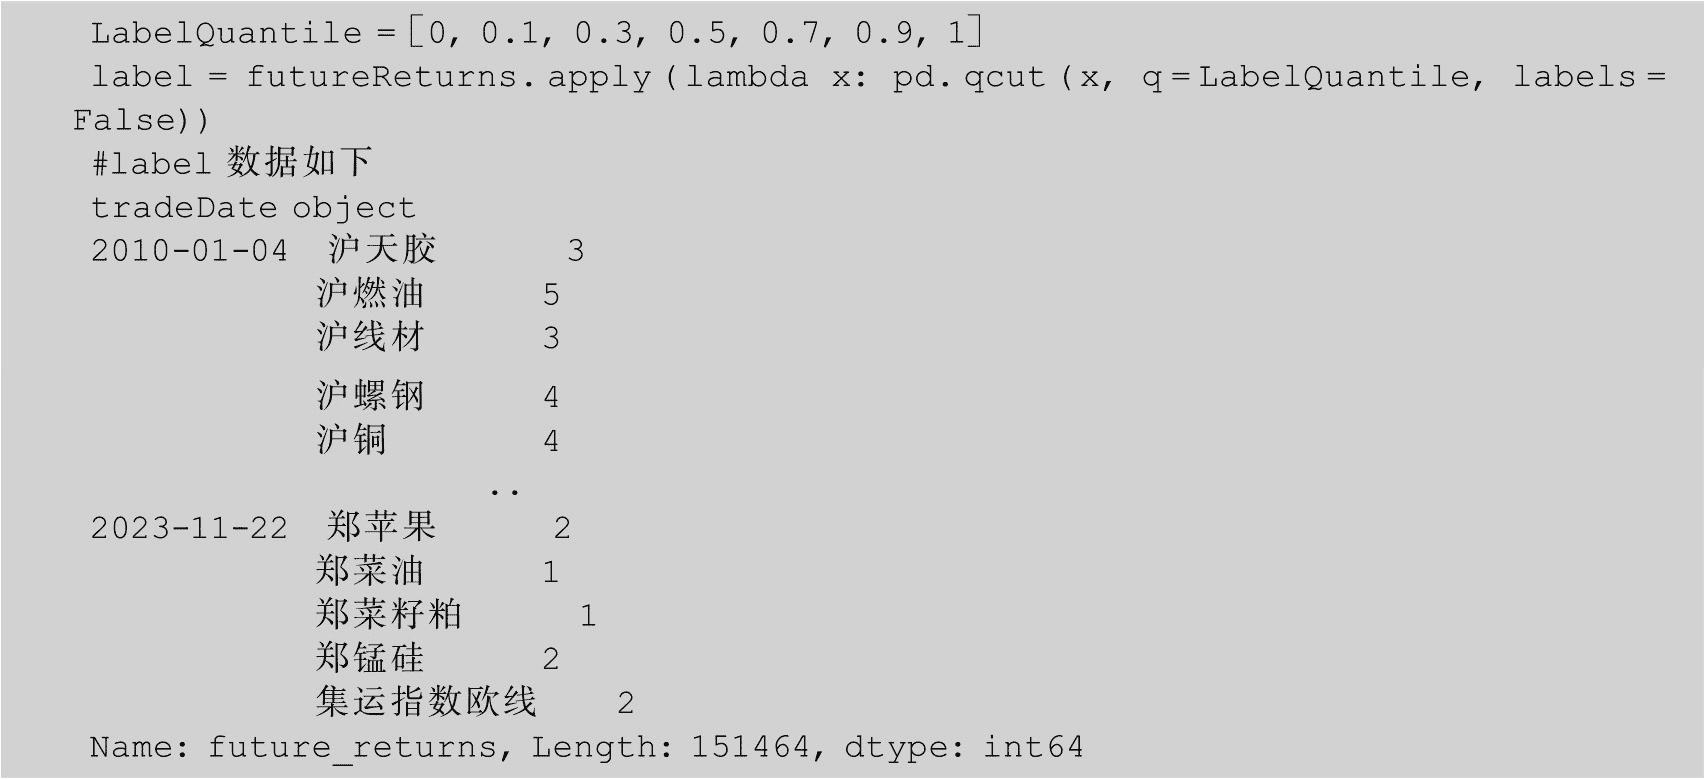 LabelQuantile = [0, 0.1, 0.3, 0.5, 0.7, 0.9, 1]
label = futureReturns.apply(lambda x: pd.qcut(x, q=LabelQuantile, labels=
False))
#label 数据如下
tradeDate object
2010-01-04 沪天胶 3
沪燃油 5
沪线材 3
沪螺钢 4
沪铜 4
..
2023-11-22 郑苹果 2
郑菜油 1
郑菜籽粕 1
郑锰硅 2
集运指数欧线 2
Name: future_returns, Length: 151464, dtype: int64